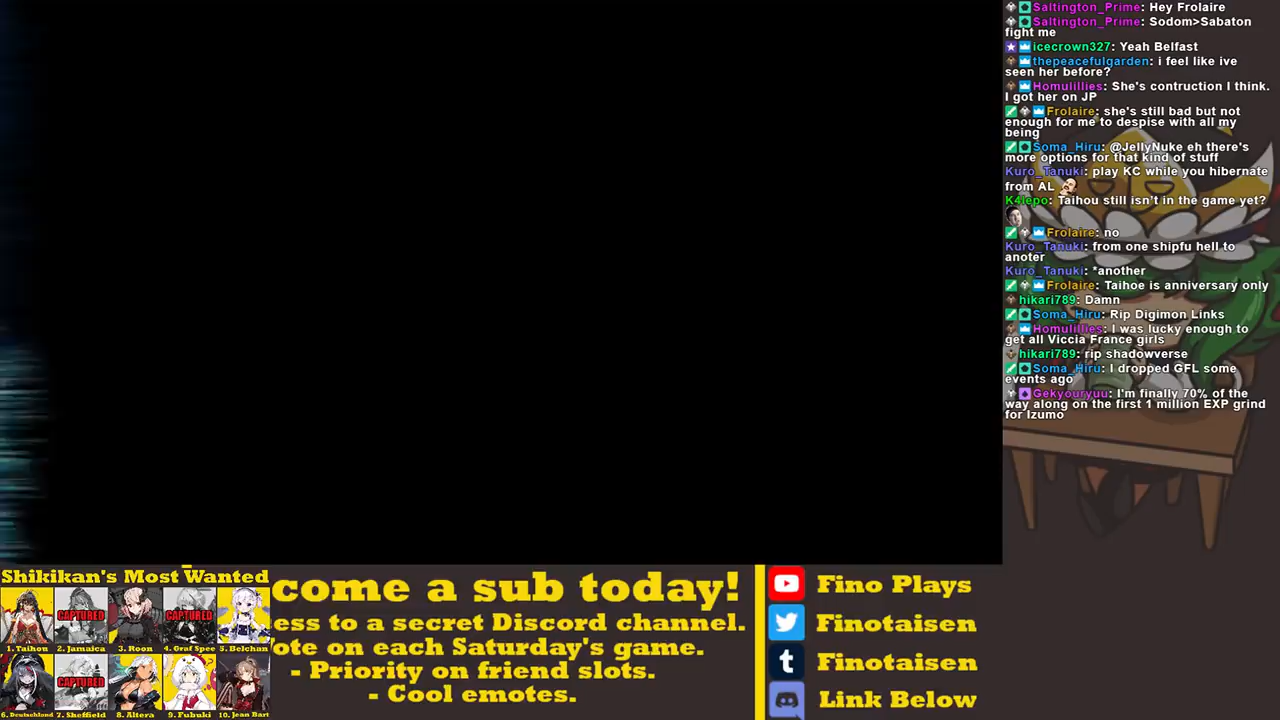 Saltington_Prime: Hey Frolaire
Saltington_Prime: Sodom>Sabaton
fight me
icecrown327: Yeah Belfast
thepeacefulgarden: i feel like ive
seen her before?
Homulillies: She's contruction I think.
I got her on JP
Frolaire: she's still bad but not
enough for me to despise with all my
being
Soma_Hiru: @JellyNuke eh there's
more options for that kind of stuff
Kuro_Tanuki: play KC while you hibernate
from AL
K4lepo: Taihou still isn't in the game yet?
Frolaire: no
Kuro_Tanuki: from one shipfu hell to
anoter
Kuro_Tanuki: *another
Frolaire: Taihoe is anniversary only
hikari789: Damn
Soma_Hiru: Rip Digimon Links
Homulillies: I was lucky enough to
get all Viccia France girls
hikari789: rip shadowverse
Soma_Hiru: I dropped GFL some
events ago
Gekyouryuu: I'm finally 70% of the
way along on the first 1 million EXP grind
for Izumo
Shikikan's Most Wanted
CAPTURED
CAPTURED
1. Taihou 2. Jamaica 3. Roon 4. Graf Spee 5. Belchan
CAPTURED
6. Deutschland 7. Sheffield 8. Altera 9. Fubuki 10. Jean Bart
come a sub today!
ess to a secret Discord channel.
ote on each Saturday's game.
- Priority on friend slots.
- Cool emotes.
Fino Plays
Finotaisen
Finotaisen
Link Below